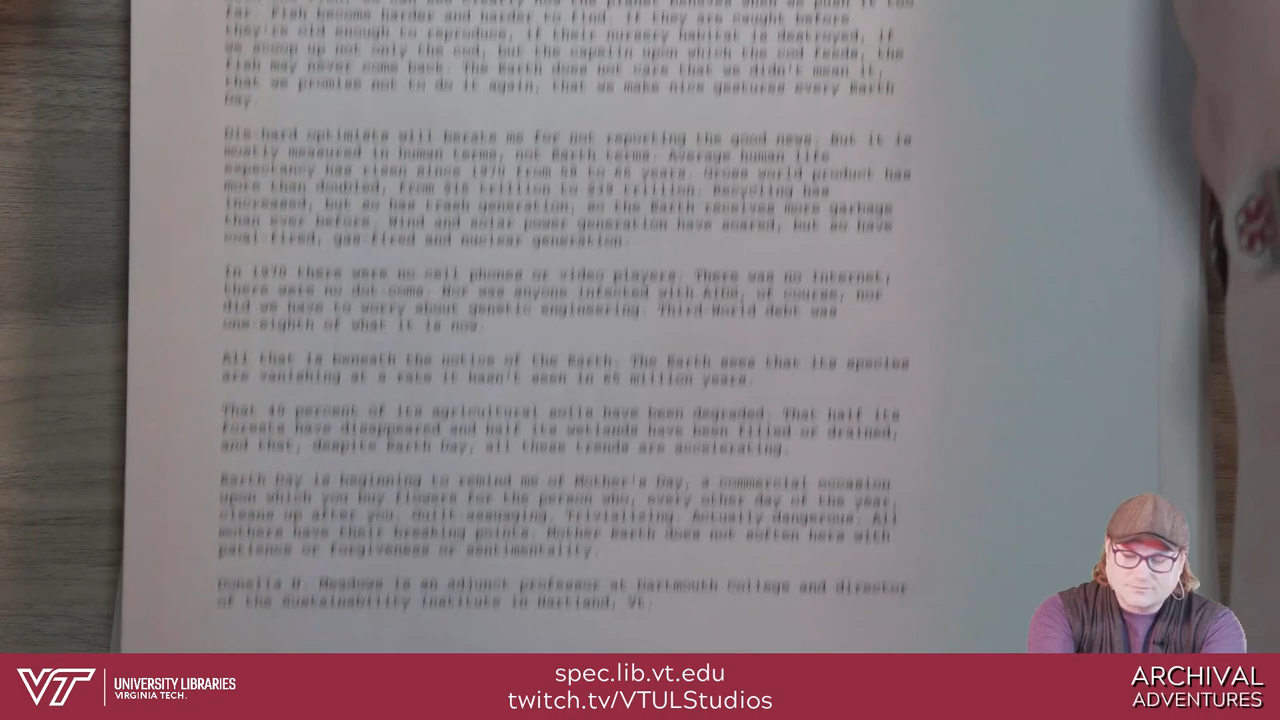 far. Fish become harder and harder to find. If they are caught before
they're old enough to reproduce, if their nursery habitat is destroyed, if
we scoop up not only the cod, but the capelin upon which the cod feeds, the
fish may never come back. The Earth does not care that we didn't mean it,
that we promise not to do it again, that we make nice gestures every Earth
Day.
Die-hard optimists will berate me for not reporting the good news. But it is
mostly measured in human terms, not Earth terms. Average human life
expectancy has risen since 1970 from 58 to 66 years. Gross world product has
more than doubled, from $16 trillion to $39 trillion. Recycling has
increased, but so has trash generation, so the Earth receives more garbage
than ever before. Wind and solar power generation have soared, but so have
coal-fired, gas-fired and nuclear generation.
In 1970 there were no cell phones or video players. There was no Internet,
there were no dot-coms. Nor was anyone infected with AIDS, of course, nor
did we have to worry about genetic engineering. Third World debt was
one-eighth of what it is now.
All that is beneath the notice of the Earth. The Earth sees that its species
are vanishing at a rate it hasn't seen in 65 million years.
That 40 percent of its agricultural soils have been degraded. That half its
forests have disappeared and half its wetlands have been filled or drained,
and that, despite Earth Day, all these trends are accelerating.
Earth Day is beginning to remind me of Mother's Day, a commercial occasion
upon which you buy flowers for the person who, every other day of the year,
cleans up after you. Guilt-assuaging. Trivializing. Actually dangerous. All
mothers have their breaking points. Mother Earth does not soften hers with
patience or forgiveness or sentimentality.
Donella H. Meadows is an adjunct professor at Dartmouth College and director
of the Sustainability Institute in Hartland, Vt.
VT UNIVERSITY LIBRARIES
VIRGINIA TECH.
spec.lib.vt.edu
twitch.tv/VTULStudios
ARCHIVAL
ADVENTURES